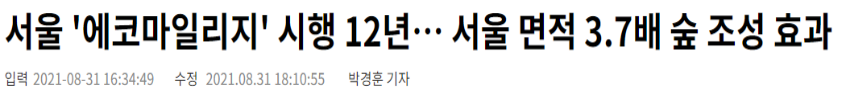 서울 '에코마일리지' 시행 12년… 서울 면적 3.7배 숲 조성 효과
입력 2021-08-31 16:34:49 수정 2021.08.31 18:10:55 박경훈 기자